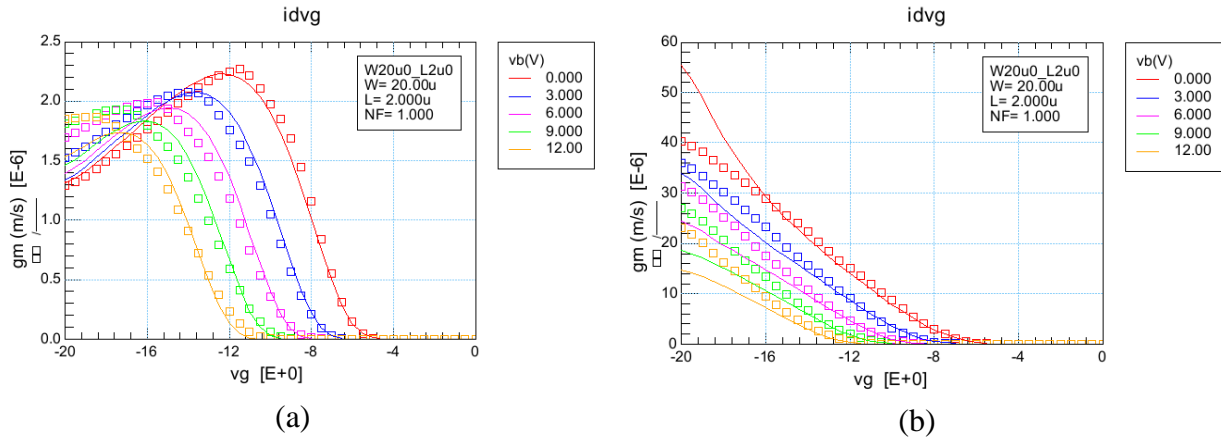 idvg
gm (m/s) [E-6]
2.5
2.0
1.5
1.0
0.5
0.0
-20
-16
-12
-8
-4
0
vg [E+0]
W20u0_L2u0
W= 20.00u
L= 2.000u
NF= 1.000
vb(V)
0.000
3.000
6.000
9.000
12.00
(a)
idvg
gm (m/s) [E-6]
60
50
40
30
20
10
0
-20
-16
-12
-8
-4
0
vg [E+0]
W20u0_L2u0
W= 20.00u
L= 2.000u
NF= 1.000
vb(V)
0.000
3.000
6.000
9.000
12.00
(b)